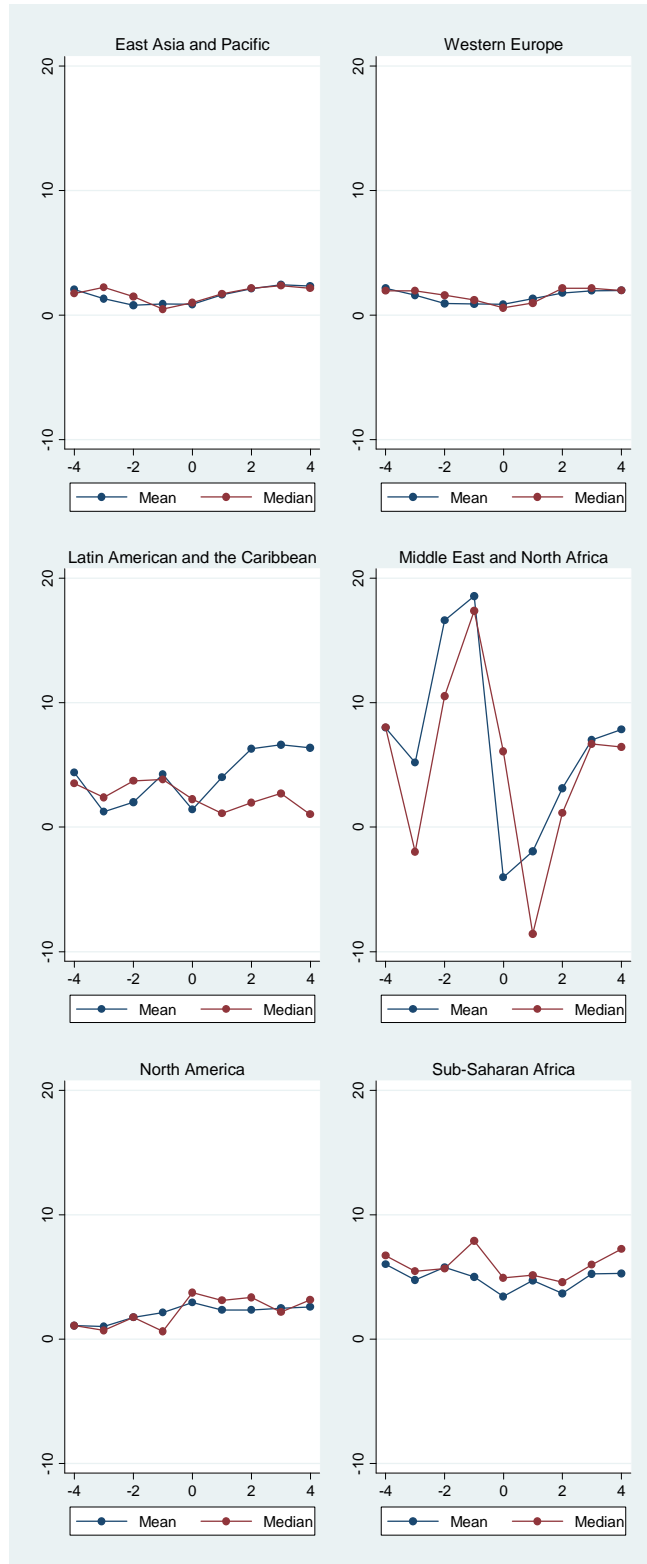 East Asia and Pacific
20
10
0
-10
-4 -2 0 2 4
Mean Median
Western Europe
20
10
0
-10
-4 -2 0 2 4
Mean Median
Latin American and the Caribbean
20
10
0
-10
-4 -2 0 2 4
Mean Median
Middle East and North Africa
20
10
0
-10
-4 -2 0 2 4
Mean Median
North America
20
10
0
-10
-4 -2 0 2 4
Mean Median
Sub-Saharan Africa
20
10
0
-10
-4 -2 0 2 4
Mean Median